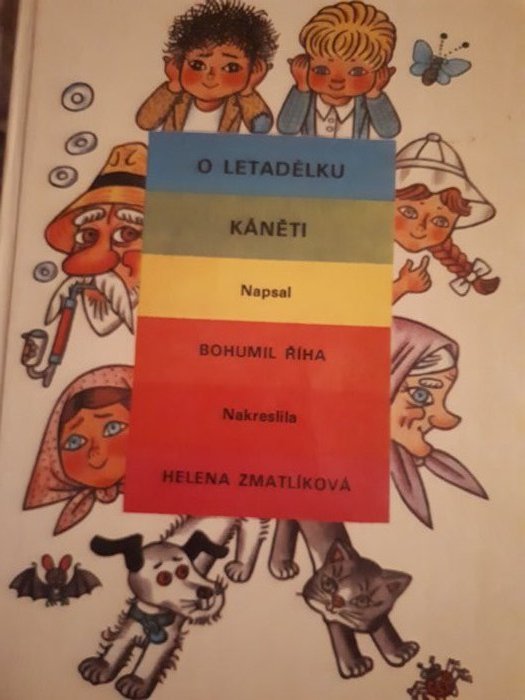 O LETADÉLKU
KÁNĚTI
Napsal
BOHUMIL ŘÍHA
Nakreslila
HELENA ZMATLÍKOVÁ